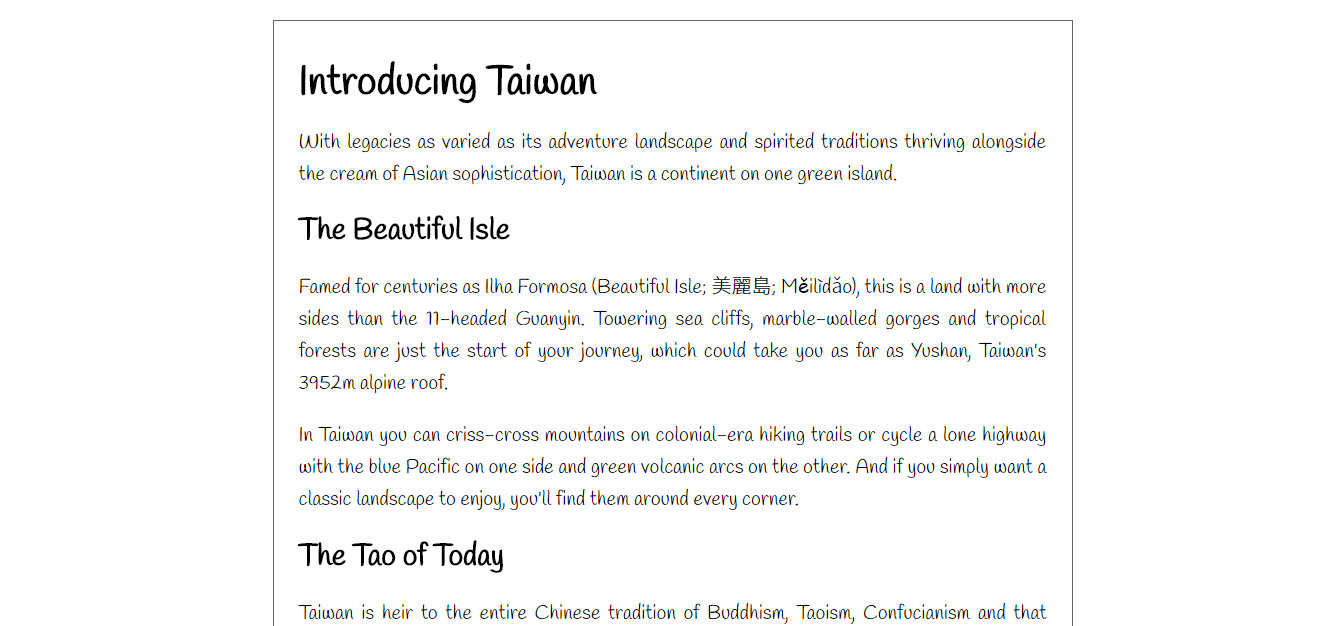 Introducing Taiwan
With legacies as varied as its adventure landscape and spirited traditions thriving alongside
the cream of Asian sophistication, Taiwan is a continent on one green island.
The Beautiful Isle
Famed for centuries as Ilha Formosa (Beautiful Isle; 美麗島; Měilìdǎo), this is a land with more
sides than the 11-headed Guanyin. Towering sea cliffs, marble-walled gorges and tropical
forests are just the start of your journey, which could take you as far as Yushan, Taiwan's
3952m alpine roof.
In Taiwan you can criss-cross mountains on colonial-era hiking trails or cycle a lone highway
with the blue Pacific on one side and green volcanic arcs on the other. And if you simply want a
classic landscape to enjoy, you'll find them around every corner.
The Tao of Today
Taiwan is heir to the entire Chinese tradition of Buddhism, Taoism, Confucianism and that